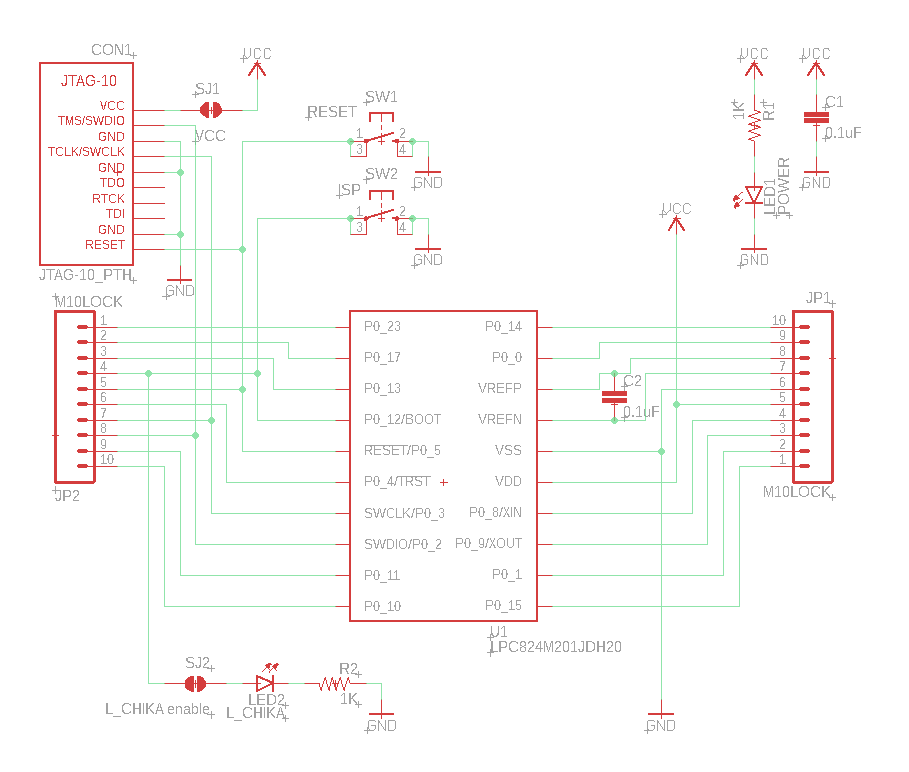 CON1
JTAG-10
VCC
TMS/SWDIO
GND
TCLK/SWCLK
GND
TDO
RTCK
TDI
GND
RESET
JTAG-10_PTH
GND
SJ1
VCC
VCC
RESET
SW1
1 2
3 4
GND
ISP
SW2
1 2
3 4
GND
VCC
1K
R1
LED1
POWER
GND
VCC
C1
0.1uF
GND
VCC
M10LOCK
1
2
3
4
5
6
7
8
9
10
JP2
P0_23
P0_17
P0_13
P0_12/BOOT
RESET/P0_5
P0_4/TRST
SWCLK/P0_3
SWDIO/P0_2
P0_11
P0_10
P0_14
P0_0
VREFP
VREFN
VSS
VDD
P0_8/XIN
P0_9/XOUT
P0_1
P0_15
U1
LPC824M201JDH20
C2
0.1uF
JP1
10
9
8
7
6
5
4
3
2
1
M10LOCK
SJ2
L_CHIKA enable
LED2
L_CHIKA
R2
1K
GND
GND